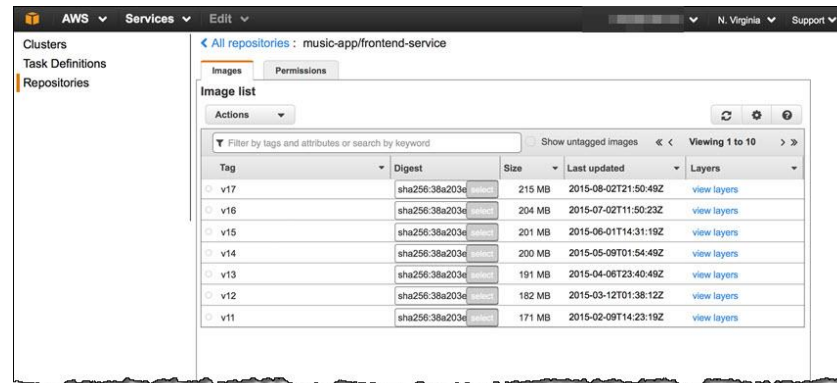 AWS Services Edit N. Virginia Support
Clusters
Task Definitions
Repositories
< All repositories : music-app/frontend-service
Images Permissions
Image list
Actions
Filter by tags and attributes or search by keyword Show untagged images « < Viewing 1 to 10 > »
Tag Digest Size Last updated Layers
v17 sha256:38a203e select 215 MB 2015-08-02T21:50:49Z view layers
v16 sha256:38a203e select 204 MB 2015-07-02T11:50:23Z view layers
v15 sha256:38a203e select 201 MB 2015-06-01T14:31:19Z view layers
v14 sha256:38a203e select 200 MB 2015-05-09T01:54:49Z view layers
v13 sha256:38a203e select 191 MB 2015-04-06T23:40:49Z view layers
v12 sha256:38a203e select 182 MB 2015-03-12T01:38:12Z view layers
v11 sha256:38a203e select 171 MB 2015-02-09T14:23:19Z view layers